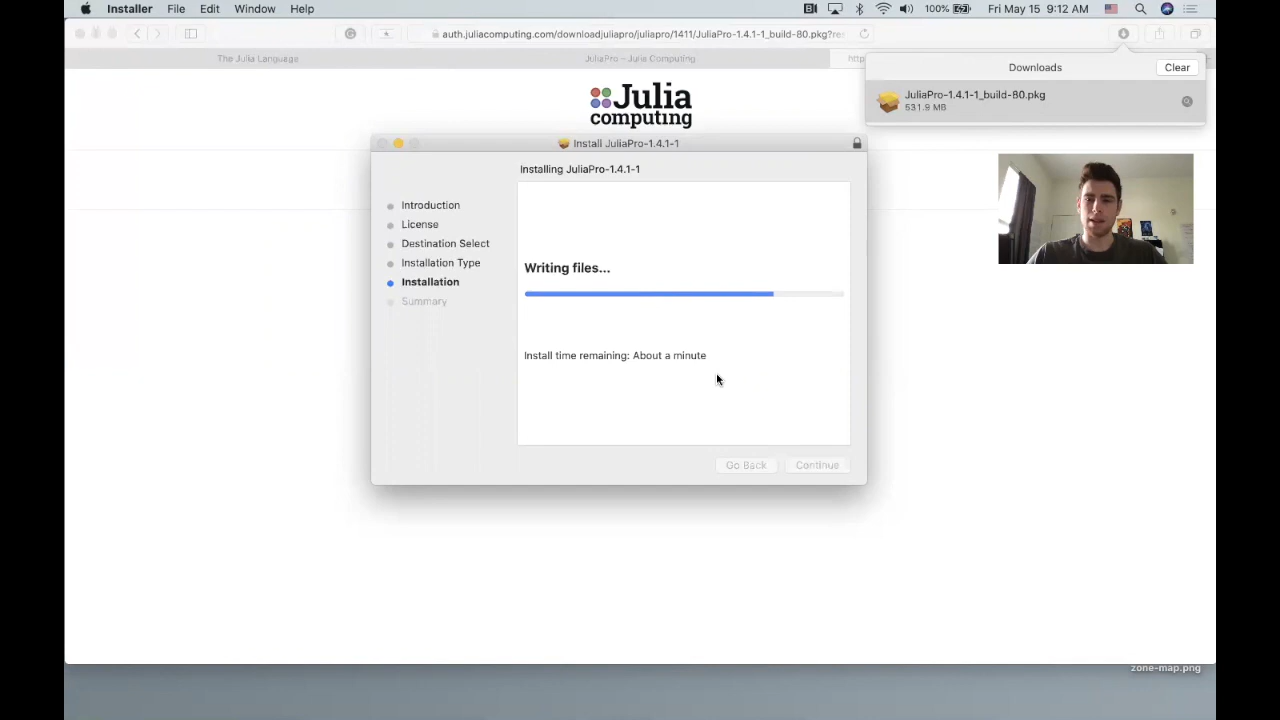 Installer File Edit Window Help 100% Fri May 15 9:12 AM
auth.juliacomputing.com/downloadjuliapro/juliapro/1411/JuliaPro-1.4.1-1_build-80.pkg?re
The Julia Language JuliaPro – Julia Computing
Downloads Clear
JuliaPro-1.4.1-1_build-80.pkg
531.9 MB
Julia
computing
Install JuliaPro-1.4.1-1
Installing JuliaPro-1.4.1-1
Introduction
License
Destination Select
Installation Type
Installation
Summary
Writing files...
Install time remaining: About a minute
Go Back Continue
zone-map.png